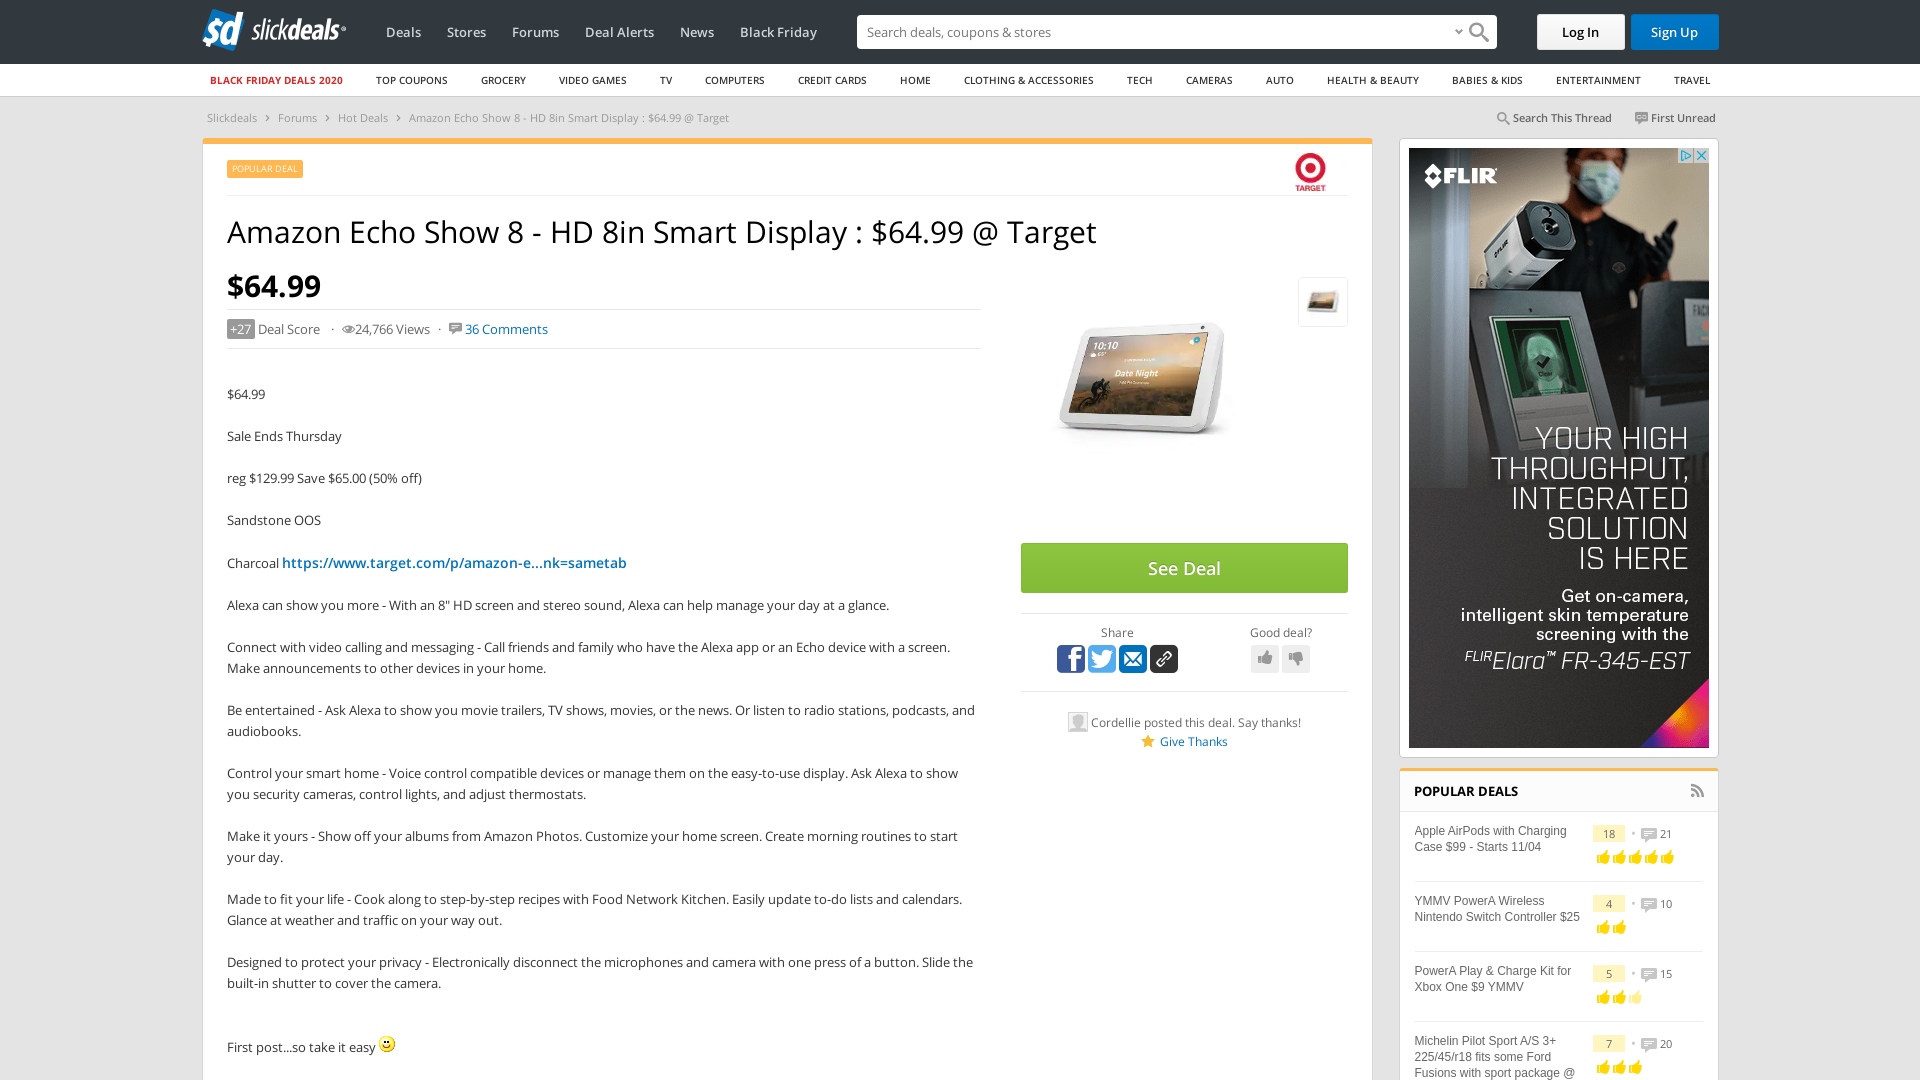 sd slickdeals
Deals Stores Forums Deal Alerts News Black Friday
Search deals, coupons & stores
Log In Sign Up
BLACK FRIDAY DEALS 2020 TOP COUPONS GROCERY VIDEO GAMES TV COMPUTERS CREDIT CARDS HOME CLOTHING & ACCESSORIES TECH CAMERAS AUTO HEALTH & BEAUTY BABIES & KIDS ENTERTAINMENT TRAVEL
Slickdeals › Forums › Hot Deals › Amazon Echo Show 8 - HD 8in Smart Display : $64.99 @ Target
Search This Thread First Unread
POPULAR DEAL
TARGET
Amazon Echo Show 8 - HD 8in Smart Display : $64.99 @ Target
$64.99
+27 Deal Score · 24,766 Views · 36 Comments
$64.99
Sale Ends Thursday
reg $129.99 Save $65.00 (50% off)
Sandstone OOS
Charcoal https://www.target.com/p/amazon-e...nk=sametab
Alexa can show you more - With an 8" HD screen and stereo sound, Alexa can help manage your day at a glance.
Connect with video calling and messaging - Call friends and family who have the Alexa app or an Echo device with a screen.
Make announcements to other devices in your home.
Be entertained - Ask Alexa to show you movie trailers, TV shows, movies, or the news. Or listen to radio stations, podcasts, and
audiobooks.
Control your smart home - Voice control compatible devices or manage them on the easy-to-use display. Ask Alexa to show
you security cameras, control lights, and adjust thermostats.
Make it yours - Show off your albums from Amazon Photos. Customize your home screen. Create morning routines to start
your day.
Made to fit your life - Cook along to step-by-step recipes with Food Network Kitchen. Easily update to-do lists and calendars.
Glance at weather and traffic on your way out.
Designed to protect your privacy - Electronically disconnect the microphones and camera with one press of a button. Slide the
built-in shutter to cover the camera.
First post...so take it easy
10:10
Date Night
See Deal
Share
Good deal?
Cordellie posted this deal. Say thanks!
Give Thanks
FLIR
FLIR
YOUR HIGH
THROUGHPUT,
INTEGRATED
SOLUTION
IS HERE
Get on-camera,
intelligent skin temperature
screening with the
FLIR Elara™ FR-345-EST
POPULAR DEALS
Apple AirPods with Charging
Case $99 - Starts 11/04
18 • 21
YMMV PowerA Wireless
Nintendo Switch Controller $25
4 • 10
PowerA Play & Charge Kit for
Xbox One $9 YMMV
5 • 15
Michelin Pilot Sport A/S 3+
225/45/r18 fits some Ford
Fusions with sport package @
7 • 20